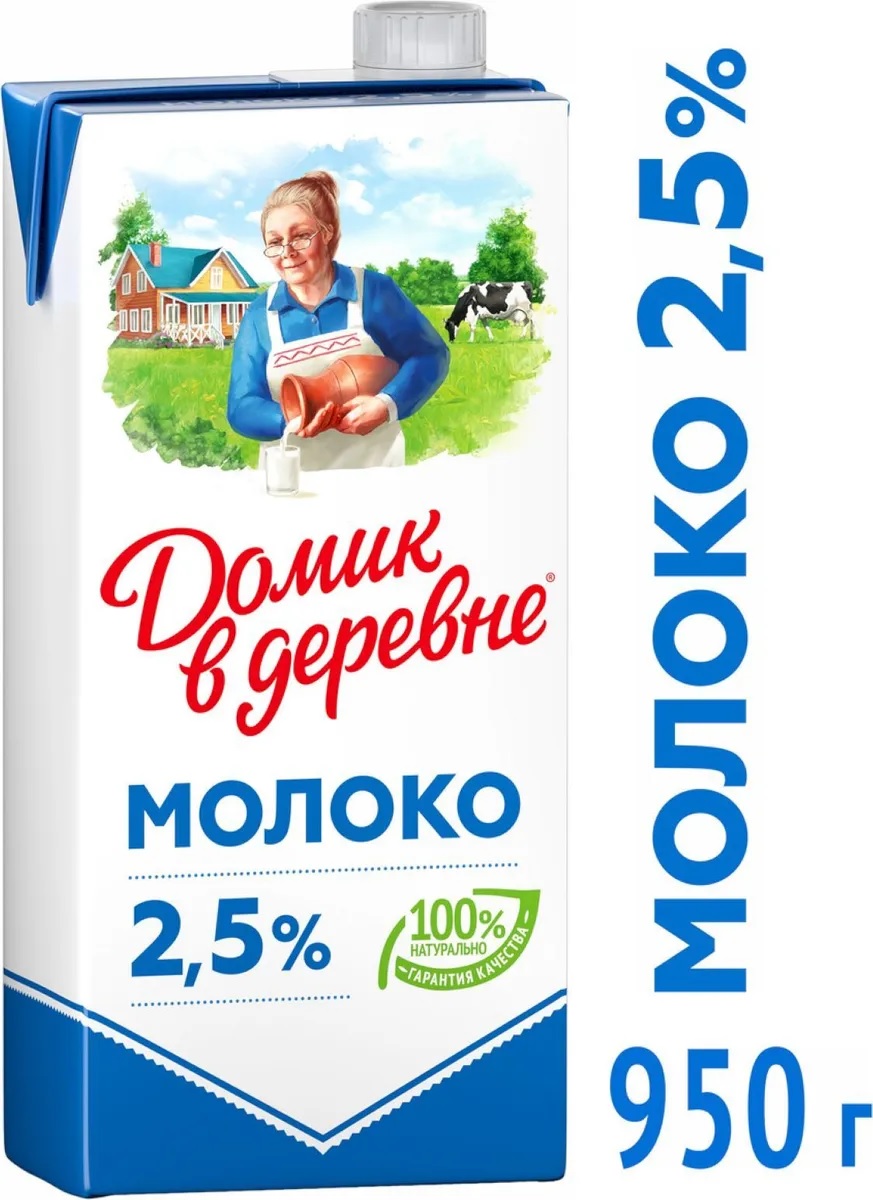 Домик
в деревне®
МОЛОКО
2,5%
100%
НАТУРАЛЬНО
ГАРАНТИЯ КАЧЕСТВА
МОЛОКО 2,5%
950 г